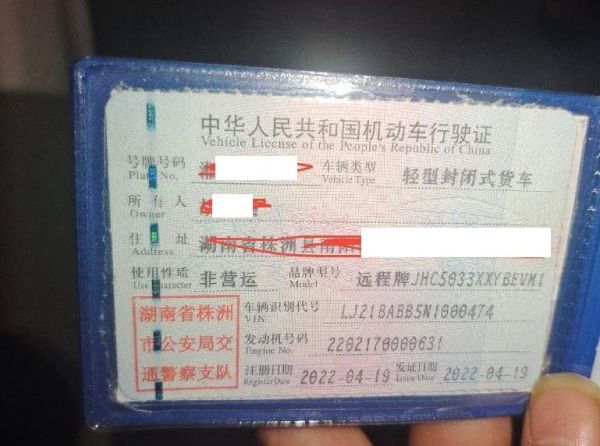 中华人民共和国机动车行驶证
Vehicle License of the People's Republic of China
号牌号码 车辆类型 轻型封闭式货车
Plate No. Vehicle Type
所有人
Owner
住址 湖南省株洲县
Address
使用性质 非营运 品牌型号 远程牌JHC5033XXYBEVM1
Use Character Model
湖南省株洲 车辆识别代号 LJ218ABB5N1000474
VIN
市公安局交 发动机号码 2202170000631
Engine No.
通警察支队 注册日期 2022-04-19 发证日期 2022-04-19
Register Date Issue Date